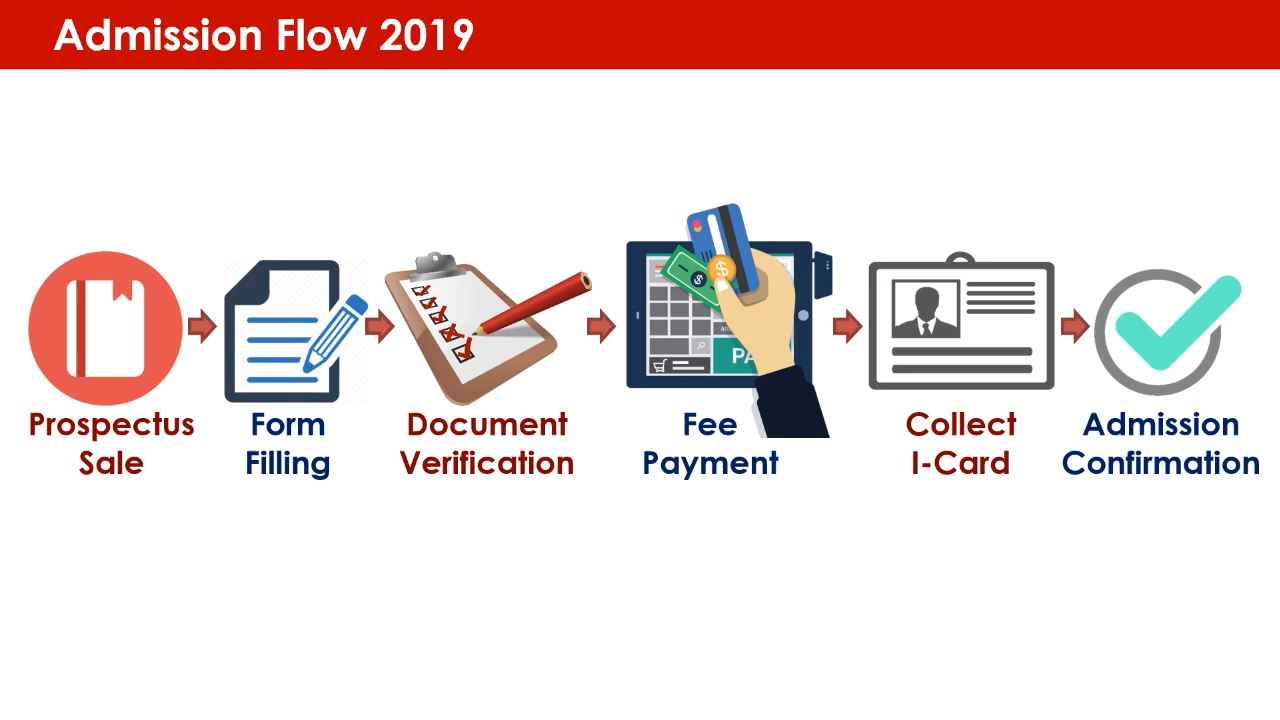 Admission Flow 2019
Prospectus
Sale
Form
Filling
Document
Verification
Fee
Payment
Collect
I-Card
Admission
Confirmation